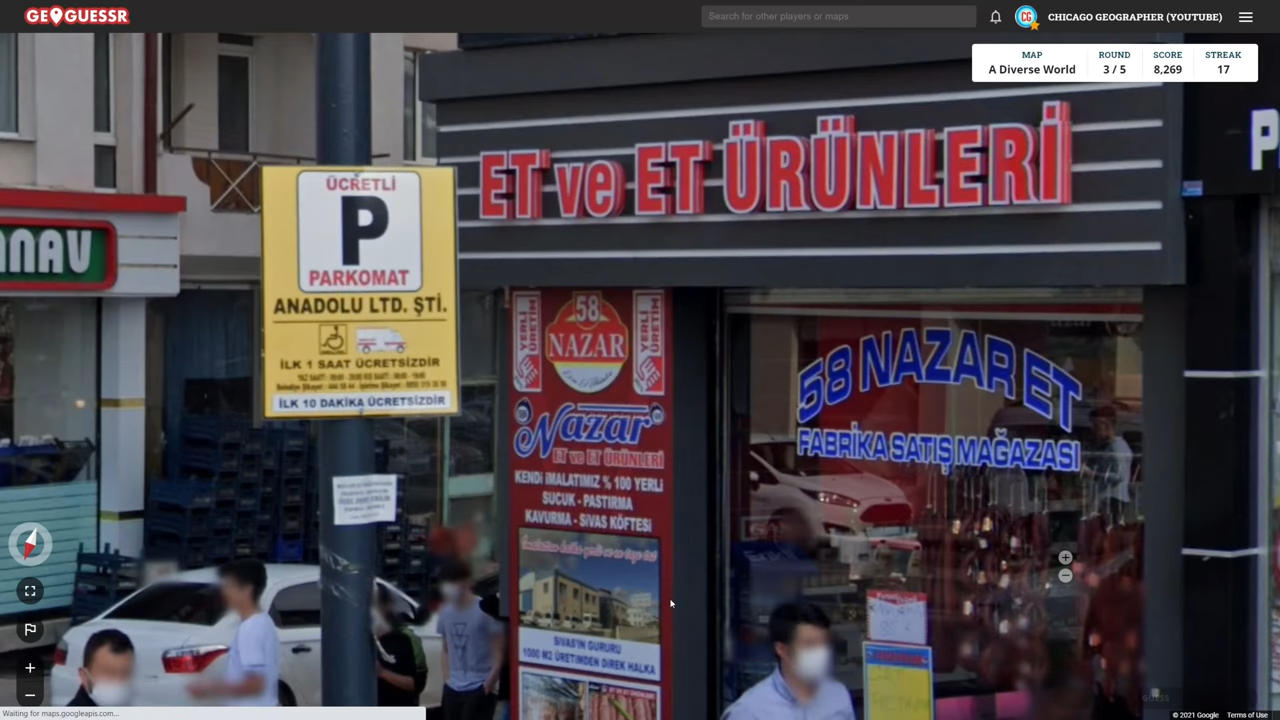 GEOGUESSR
Search for other players or maps
CHICAGO GEOGRAPHER (YOUTUBE)
MAP
A Diverse World
ROUND
3 / 5
SCORE
8,269
STREAK
17
ET ve ET ÜRÜNLERİ
ÜCRETLİ
P
PARKOMAT
ANADOLU LTD. ŞTİ.
İLK 1 SAAT ÜCRETSİZDİR
İLK 10 DAKİKA ÜCRETSİZDİR
YERLİ ÜRETİM
58
NAZAR
YERLİ ÜRETİM
Nazar
ET ve ET ÜRÜNLERİ
KENDİ İMALATIMIZ % 100 YERLİ
SUCUK - PASTIRMA
KAVURMA - SİVAS KÖFTESİ
SİVAS'IN GURURU
1000 M2 ÜRETİMDEN DİREK HALKA
58 NAZAR ET
FABRİKA SATIŞ MAĞAZASI
P
GUESS
Waiting for maps.googleapis.com...
© 2021 Google
Terms of Use